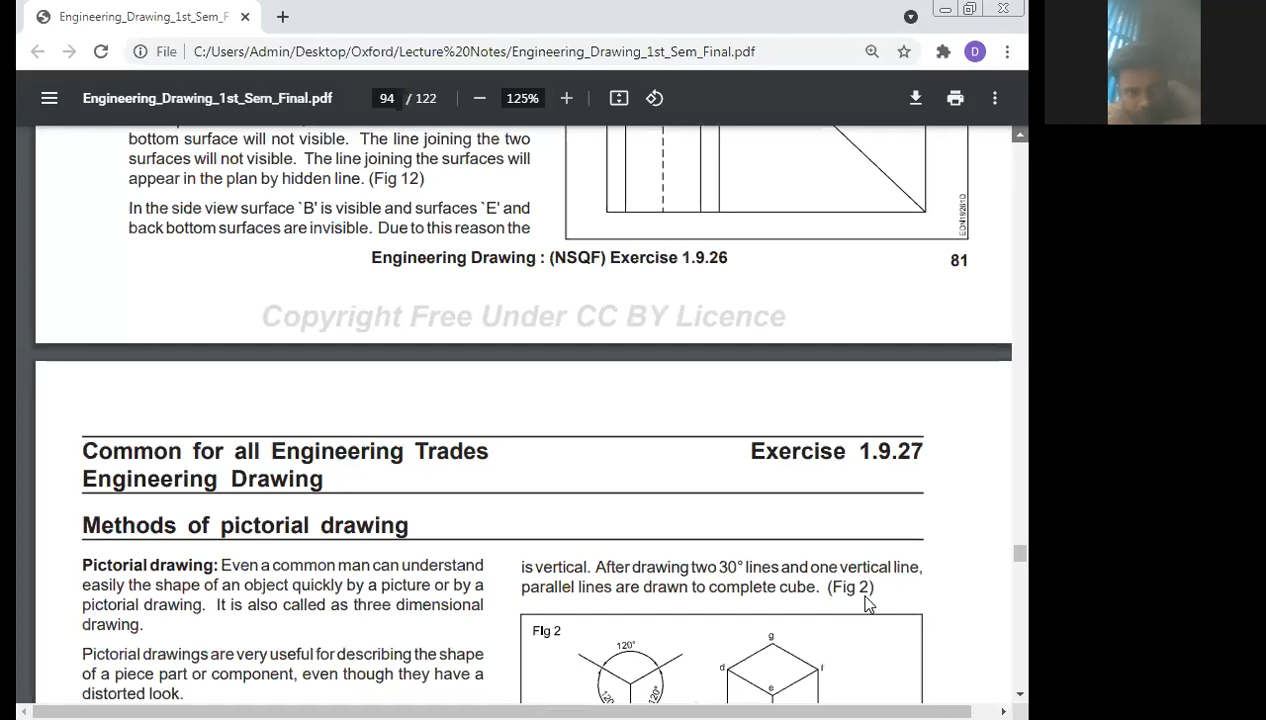 Engineering_Drawing_1st_Sem_F
File
C:/Users/Admin/Desktop/Oxford/Lecture%20Notes/Engineering_Drawing_1st_Sem_Final.pdf
D
Engineering_Drawing_1st_Sem_Final.pdf
94 / 122
125%
bottom surface will not visible. The line joining the two
surfaces will not visible. The line joining the surfaces will
appear in the plan by hidden line. (Fig 12)
In the side view surface `B' is visible and surfaces `E' and
back bottom surfaces are invisible. Due to this reason the
Engineering Drawing : (NSQF) Exercise 1.9.26
81
Copyright Free Under CC BY Licence
Common for all Engineering Trades
Exercise 1.9.27
Engineering Drawing
Methods of pictorial drawing
Pictorial drawing: Even a common man can understand
easily the shape of an object quickly by a picture or by a
pictorial drawing. It is also called as three dimensional
drawing.
Pictorial drawings are very useful for describing the shape
of a piece part or component, even though they have a
distorted look.
is vertical. After drawing two 30° lines and one vertical line,
parallel lines are drawn to complete cube. (Fig 2)
Fig 2
120°
120°
g
d
f
e